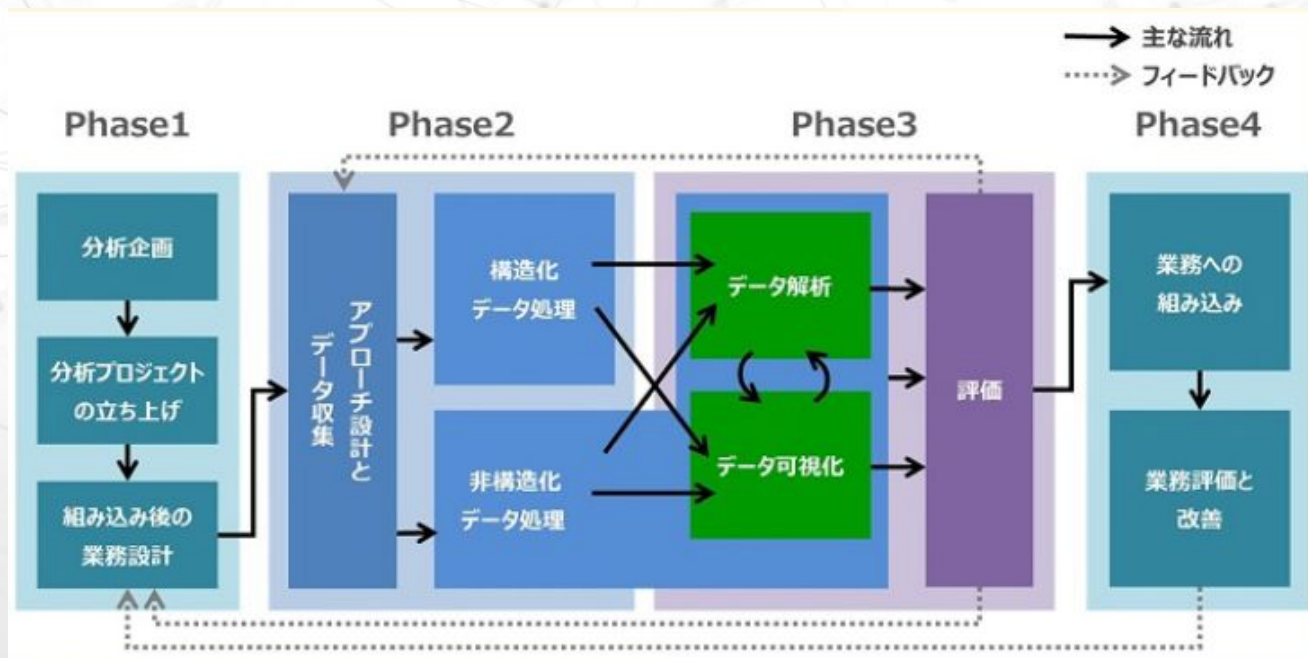 主な流れ
フィードバック
Phase1
Phase2
Phase3
Phase4
分析企画
分析プロジェクト
の立ち上げ
組み込み後の
業務設計
アプローチ設計と
データ収集
構造化
データ処理
非構造化
データ処理
データ解析
データ可視化
評価
業務への
組み込み
業務評価と
改善